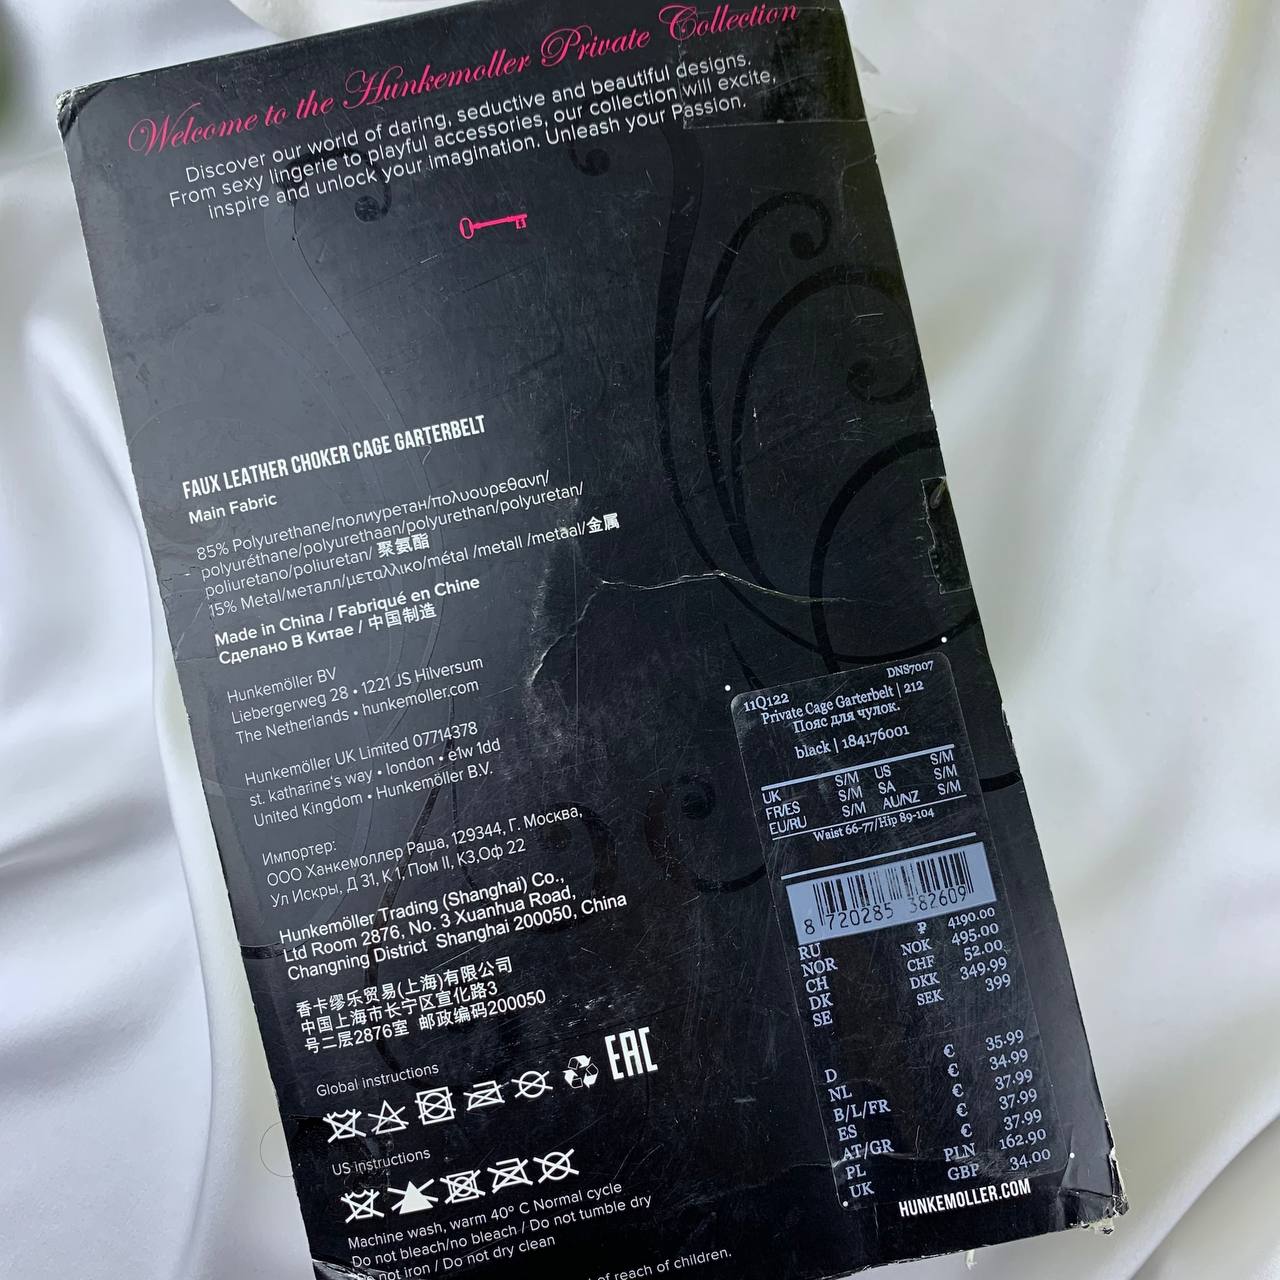 Welcome to the Hunkemoller Private Collection
Discover our world of daring, seductive and beautiful designs.
From sexy lingerie to playful accessories, our collection will excite,
inspire and unlock your imagination. Unleash your Passion.
FAUX LEATHER CHOKER CAGE GARTERBELT
Main Fabric
85% Polyurethane/полиуретан/πολυουρεθανη/
polyuréthane/polyurethaan/polyurethan/polyuretan/
poliuretano/poliuretan/ 聚氨酯
15% Metal/металл/μεταλλικο/métal /metall /metaal/金属
Made in China / Fabriqué en Chine
Сделано В Китае / 中国制造
Hunkemöller BV
Liebergerweg 28 • 1221 JS Hilversum
The Netherlands • hunkemoller.com
Hunkemöller UK Limited 07714378
st. katharine's way • london • e1w 1dd
United Kingdom • Hunkemöller B.V.
Импортер:
ООО Ханкемоллер Раша, 129344, Г. Москва,
Ул Искры, Д 31, К 1, Пом II, К3,Оф 22
Hunkemöller Trading (Shanghai) Co.,
Ltd Room 2876, No. 3 Xuanhua Road,
Changning District Shanghai 200050, China
香卡缪乐贸易(上海)有限公司
中国上海市长宁区宣化路3
号二层2876室 邮政编码200050
Global instructions
EAC
US instructions
Machine wash, warm 40° C Normal cycle
Do not bleach/no bleach / Do not tumble dry
Do not iron / Do not dry clean
of reach of children.
11Q122 DNS7007
Private Cage Garterbelt | 212
Пояс для чулок.
black | 184176001
UK S/M US S/M
FR/ES S/M SA S/M
EU/RU S/M AU/NZ S/M
Waist 66-77/Hip 89-104
8 720285 382609
RU ₽ 4190.00
NOR NOK 495.00
CH CHF 52.00
DK DKK 349.99
SE SEK 399
D € 35.99
NL € 34.99
B/L/FR € 37.99
ES € 37.99
AT/GR € 37.99
PL PLN 162.90
UK GBP 34.00
HUNKEMOLLER.COM